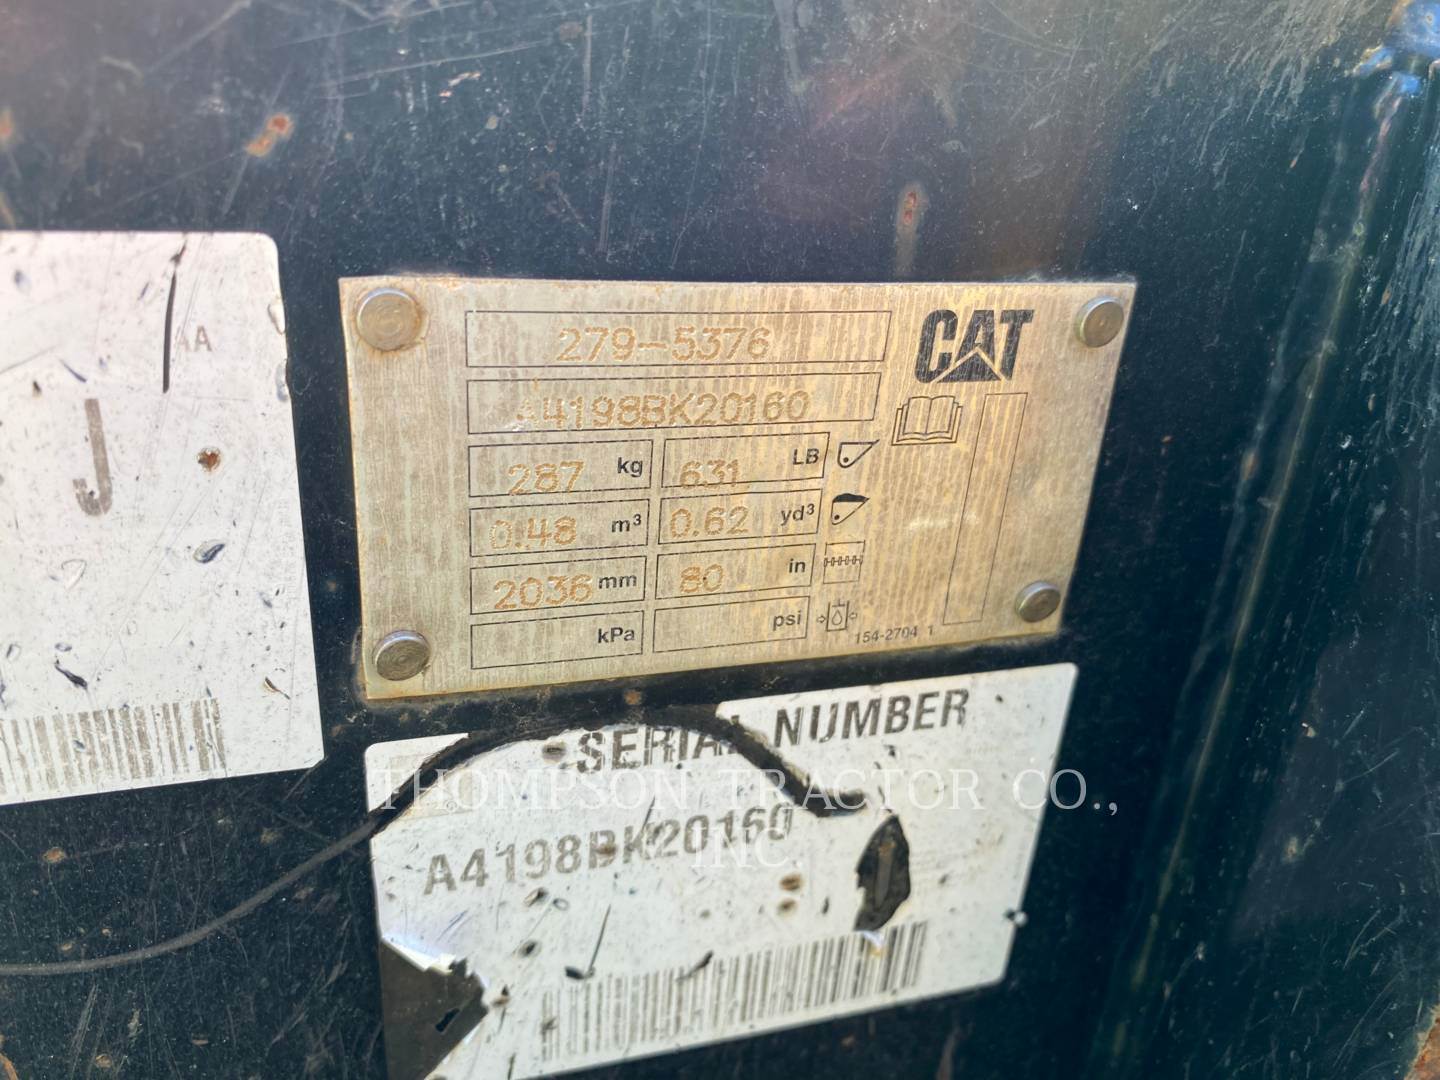 AA
J
279-5376
CAT
A4198BK20160
287 kg 631 LB
0.48 m³ 0.62 yd³
2036 mm 80 in
kPa psi
154-2704 1
SERIAL NUMBER
A4198BK20160
THOMPSON TRACTOR CO.,
INC.